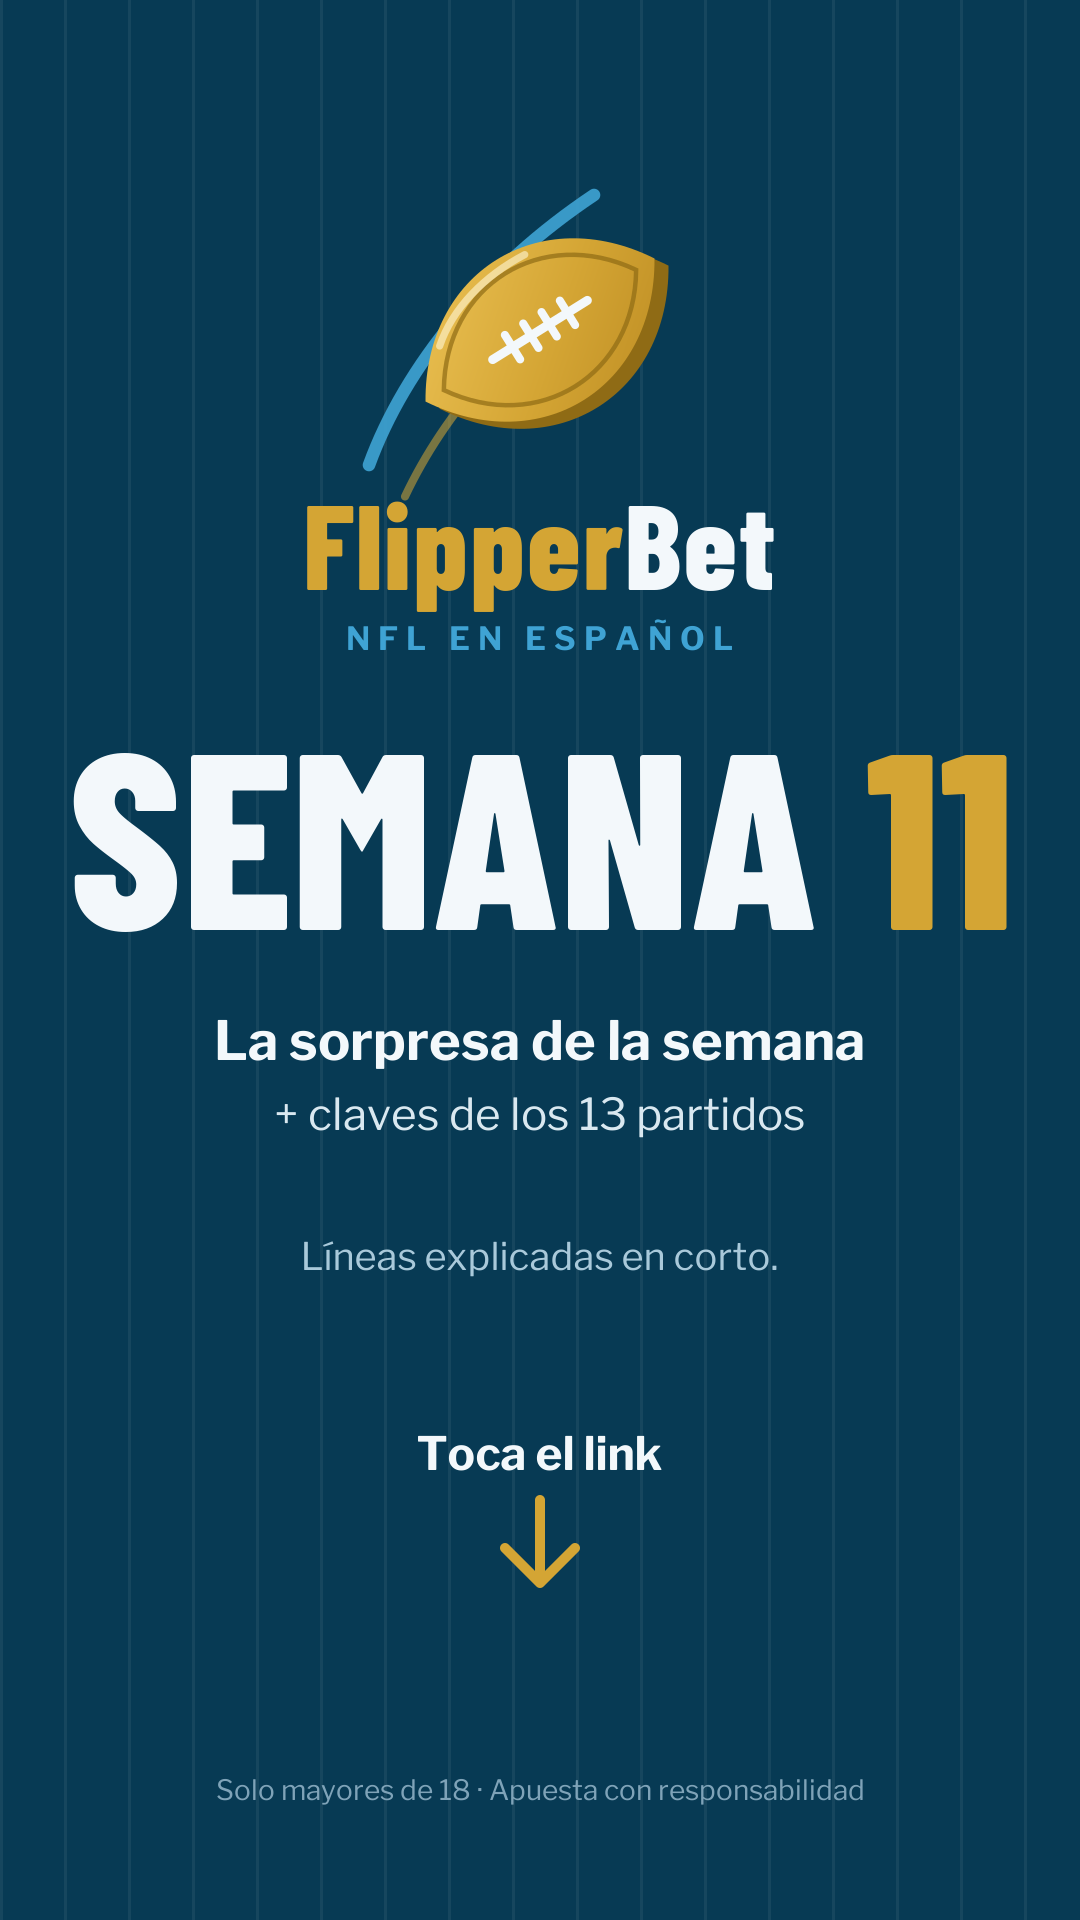 FlipperBet
NFL EN ESPAÑOL
SEMANA 11
La sorpresa de la semana
+ claves de los 13 partidos
Líneas explicadas en corto.
Toca el link
Solo mayores de 18 · Apuesta con responsabilidad